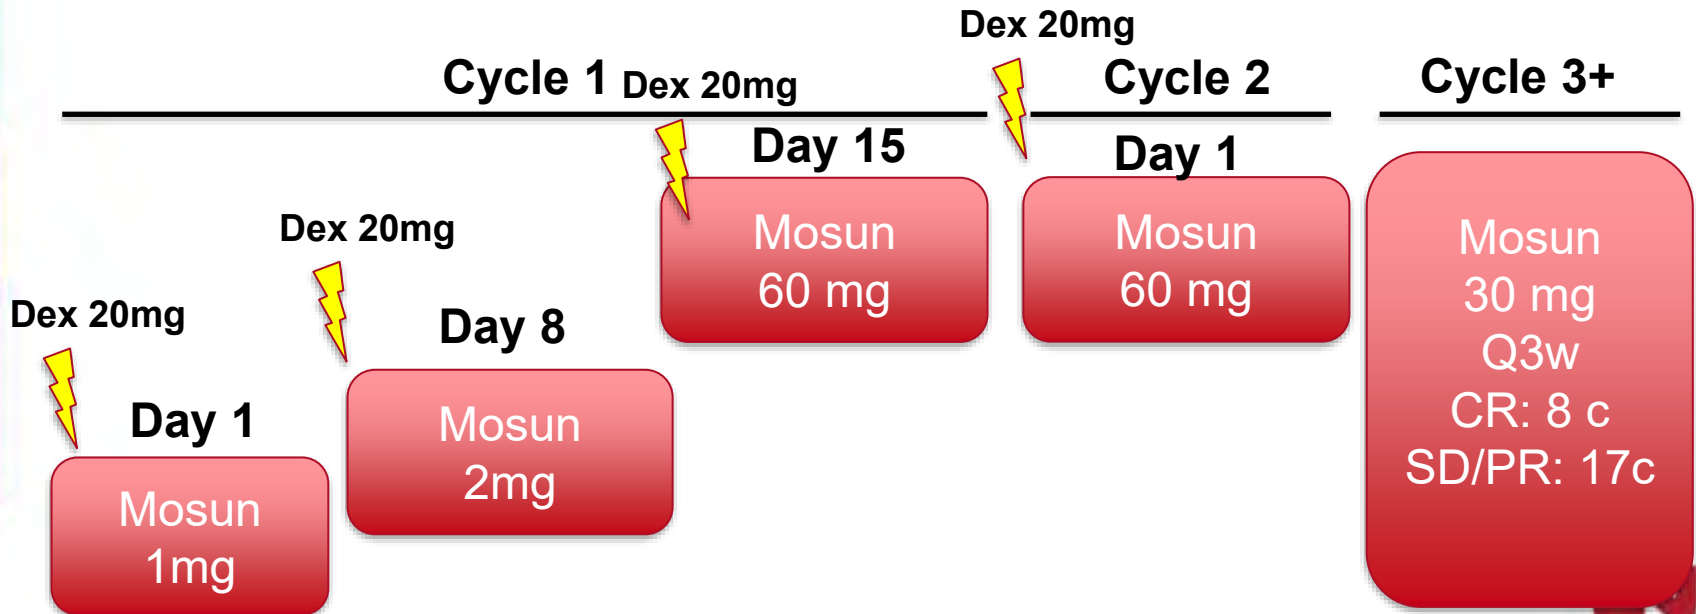 Cycle 1
Dex 20mg
Day 1
Mosun
1mg
Dex 20mg
Day 8
Mosun
2mg
Dex 20mg
Day 15
Mosun
60 mg
Dex 20mg
Cycle 2
Day 1
Mosun
60 mg
Cycle 3+
Mosun
30 mg
Q3w
CR: 8 c
SD/PR: 17c